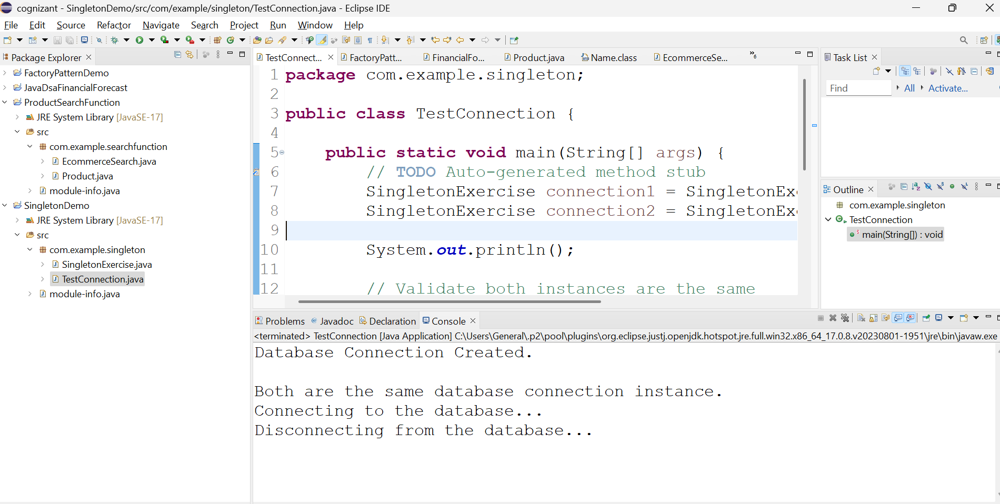 cognizant - SingletonDemo/src/com/example/singleton/TestConnection.java - Eclipse IDE
File Edit Source Refactor Navigate Search Project Run Window Help
Package Explorer
FactoryPatternDemo
JavaDsaFinancialForecast
ProductSearchFunction
JRE System Library [JavaSE-17]
src
com.example.searchfunction
EcommerceSearch.java
Product.java
module-info.java
SingletonDemo
JRE System Library [JavaSE-17]
src
com.example.singleton
SingletonExercise.java
TestConnection.java
module-info.java
TestConnect... FactoryPatt... FinancialFo... Product.java Name.class EcommerceSe... »6
1 package com.example.singleton;
2
3 public class TestConnection {
4
5 public static void main(String[] args) {
6 // TODO Auto-generated method stub
7 SingletonExercise connection1 = SingletonEx
8 SingletonExercise connection2 = SingletonEx
9
10 System.out.println();
11
12 // Validate both instances are the same
Task List
Find All Activate...
Outline
com.example.singleton
TestConnection
main(String[]) : void
Problems Javadoc Declaration Console
<terminated> TestConnection [Java Application] C:\Users\General\.p2\pool\plugins\org.eclipse.justj.openjdk.hotspot.jre.full.win32.x86_64_17.0.8.v20230801-1951\jre\bin\javaw.exe
Database Connection Created.
Both are the same database connection instance.
Connecting to the database...
Disconnecting from the database...